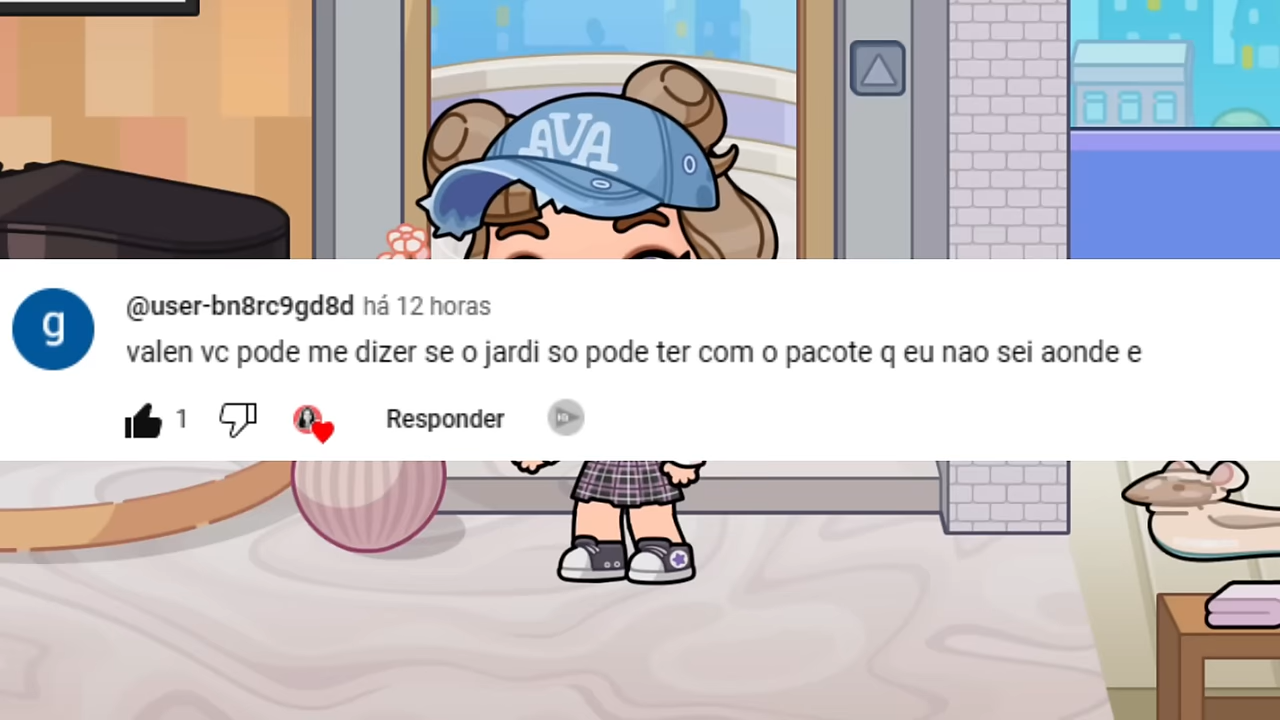 AVA
@user-bn8rc9gd8d há 12 horas
valen vc pode me dizer se o jardi so pode ter com o pacote q eu nao sei aonde e
1 Responder